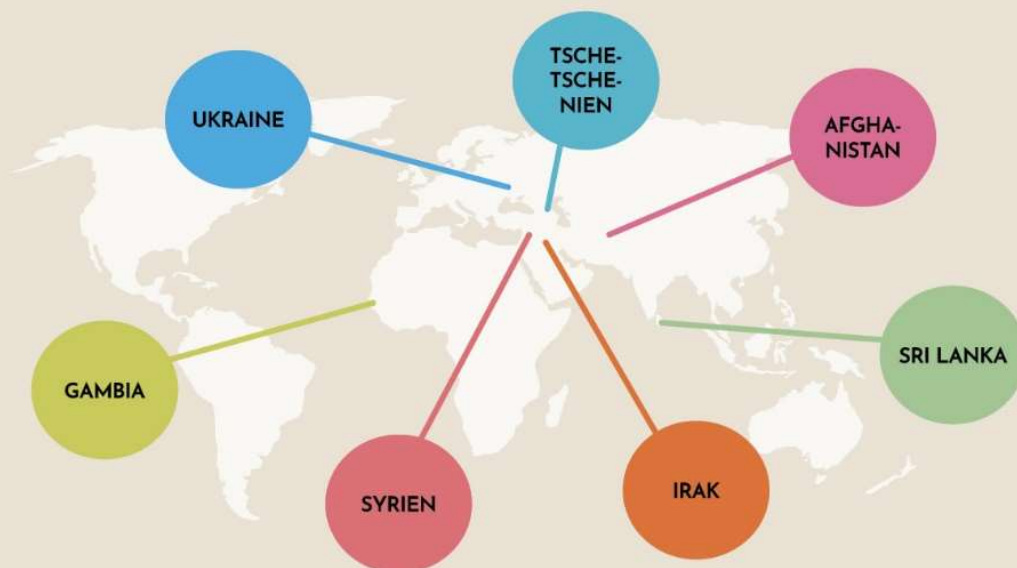 UKRAINE
TSCHE-
TSCHE-
NIEN
AFGHA-
NISTAN
GAMBIA
SRI LANKA
SYRIEN
IRAK